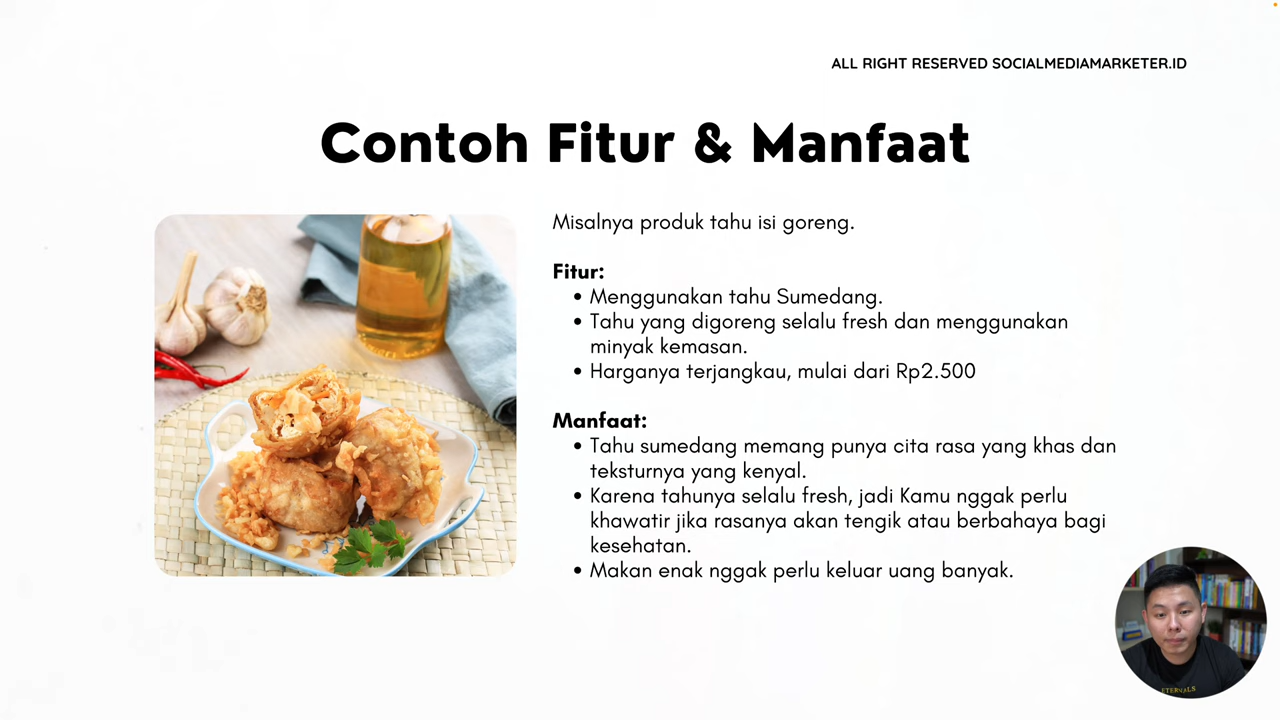 ALL RIGHT RESERVED SOCIALMEDIAMARKETER.ID
Contoh Fitur & Manfaat
Misalnya produk tahu isi goreng.
Fitur:
• Menggunakan tahu Sumedang.
• Tahu yang digoreng selalu fresh dan menggunakan
minyak kemasan.
• Harganya terjangkau, mulai dari Rp2.500
Manfaat:
• Tahu sumedang memang punya cita rasa yang khas dan
teksturnya yang kenyal.
• Karena tahunya selalu fresh, jadi Kamu nggak perlu
khawatir jika rasanya akan tengik atau berbahaya bagi
kesehatan.
• Makan enak nggak perlu keluar uang banyak.
ETERNALS